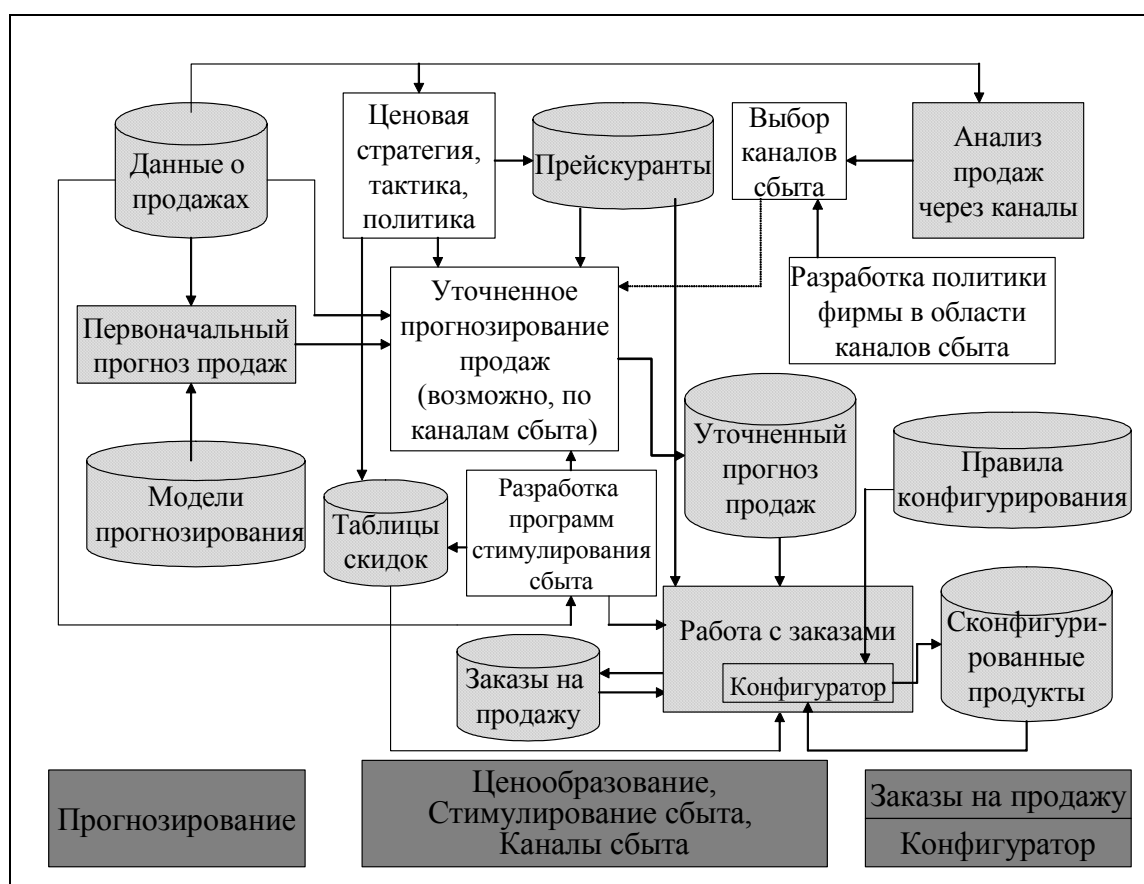 Данные о
продажах
Ценовая
стратегия,
тактика,
политика
Прейскуранты
Выбор
каналов
сбыта
Анализ
продаж
через каналы
Первоначальный
прогноз продаж
Уточненное
прогнозирование
продаж
(возможно, по
каналам сбыта)
Разработка политики
фирмы в области
каналов сбыта
Модели
прогнозирования
Таблицы
скидок
Разработка
программ
стимулирования
сбыта
Уточненный
прогноз
продаж
Правила
конфигурирования
Заказы на
продажу
Работа с заказами
Конфигуратор
Сконфигури-
рованные
продукты
Прогнозирование
Ценообразование,
Стимулирование сбыта,
Каналы сбыта
Заказы на продажу
Конфигуратор